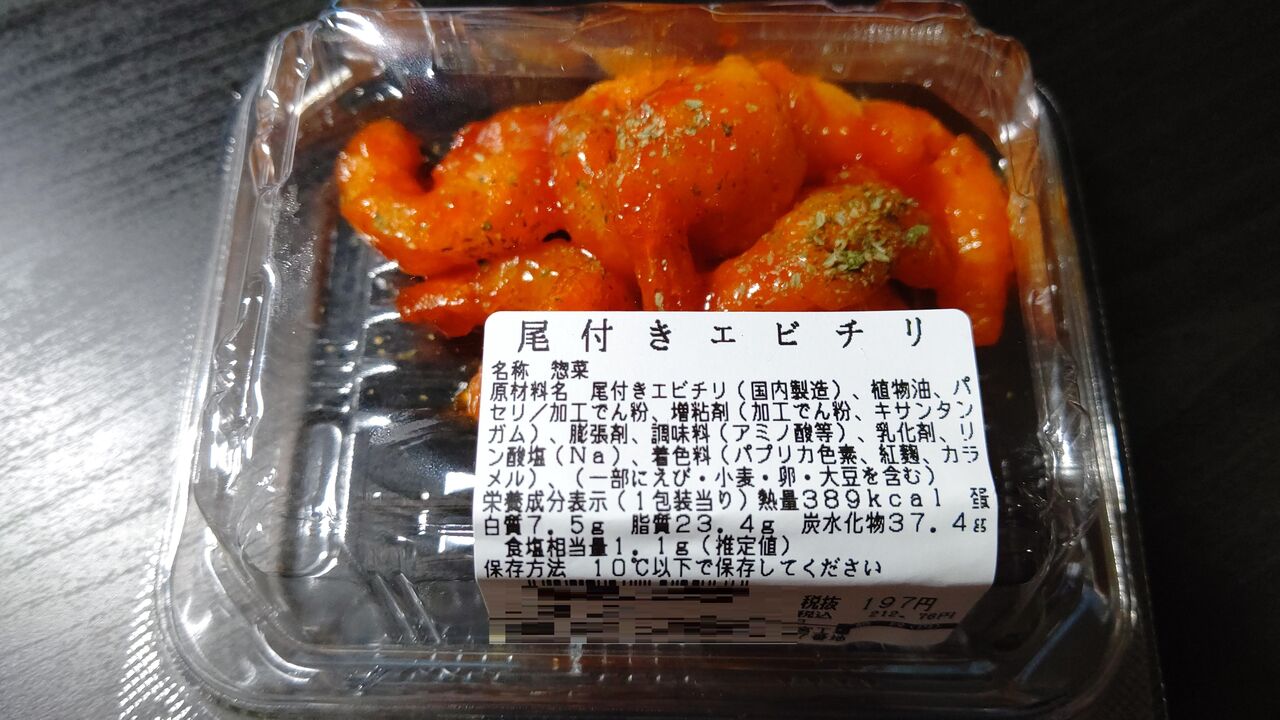 尾付きエビチリ
名称　惣菜
原材料名　尾付きエビチリ（国内製造）、植物油、パ
セリ／加工でん粉、増粘剤（加工でん粉、キサンタン
ガム）、膨張剤、調味料（アミノ酸等）、乳化剤、リ
ン酸塩（Ｎａ）、着色料（パプリカ色素、紅麹、カラ
メル）、（一部にえび・小麦・卵・大豆を含む）
栄養成分表示（１包装当り）熱量３８９ｋｃａｌ　蛋
白質７．５ｇ　脂質２３．４ｇ　炭水化物３７．４ｇ
食塩相当量１．１ｇ（推定値）
保存方法　１０℃以下で保存してください
税抜　１９７円
税込　212.76円